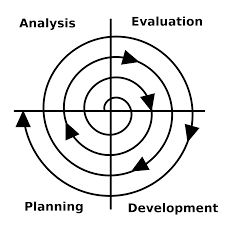 Analysis
Evaluation
Planning
Development